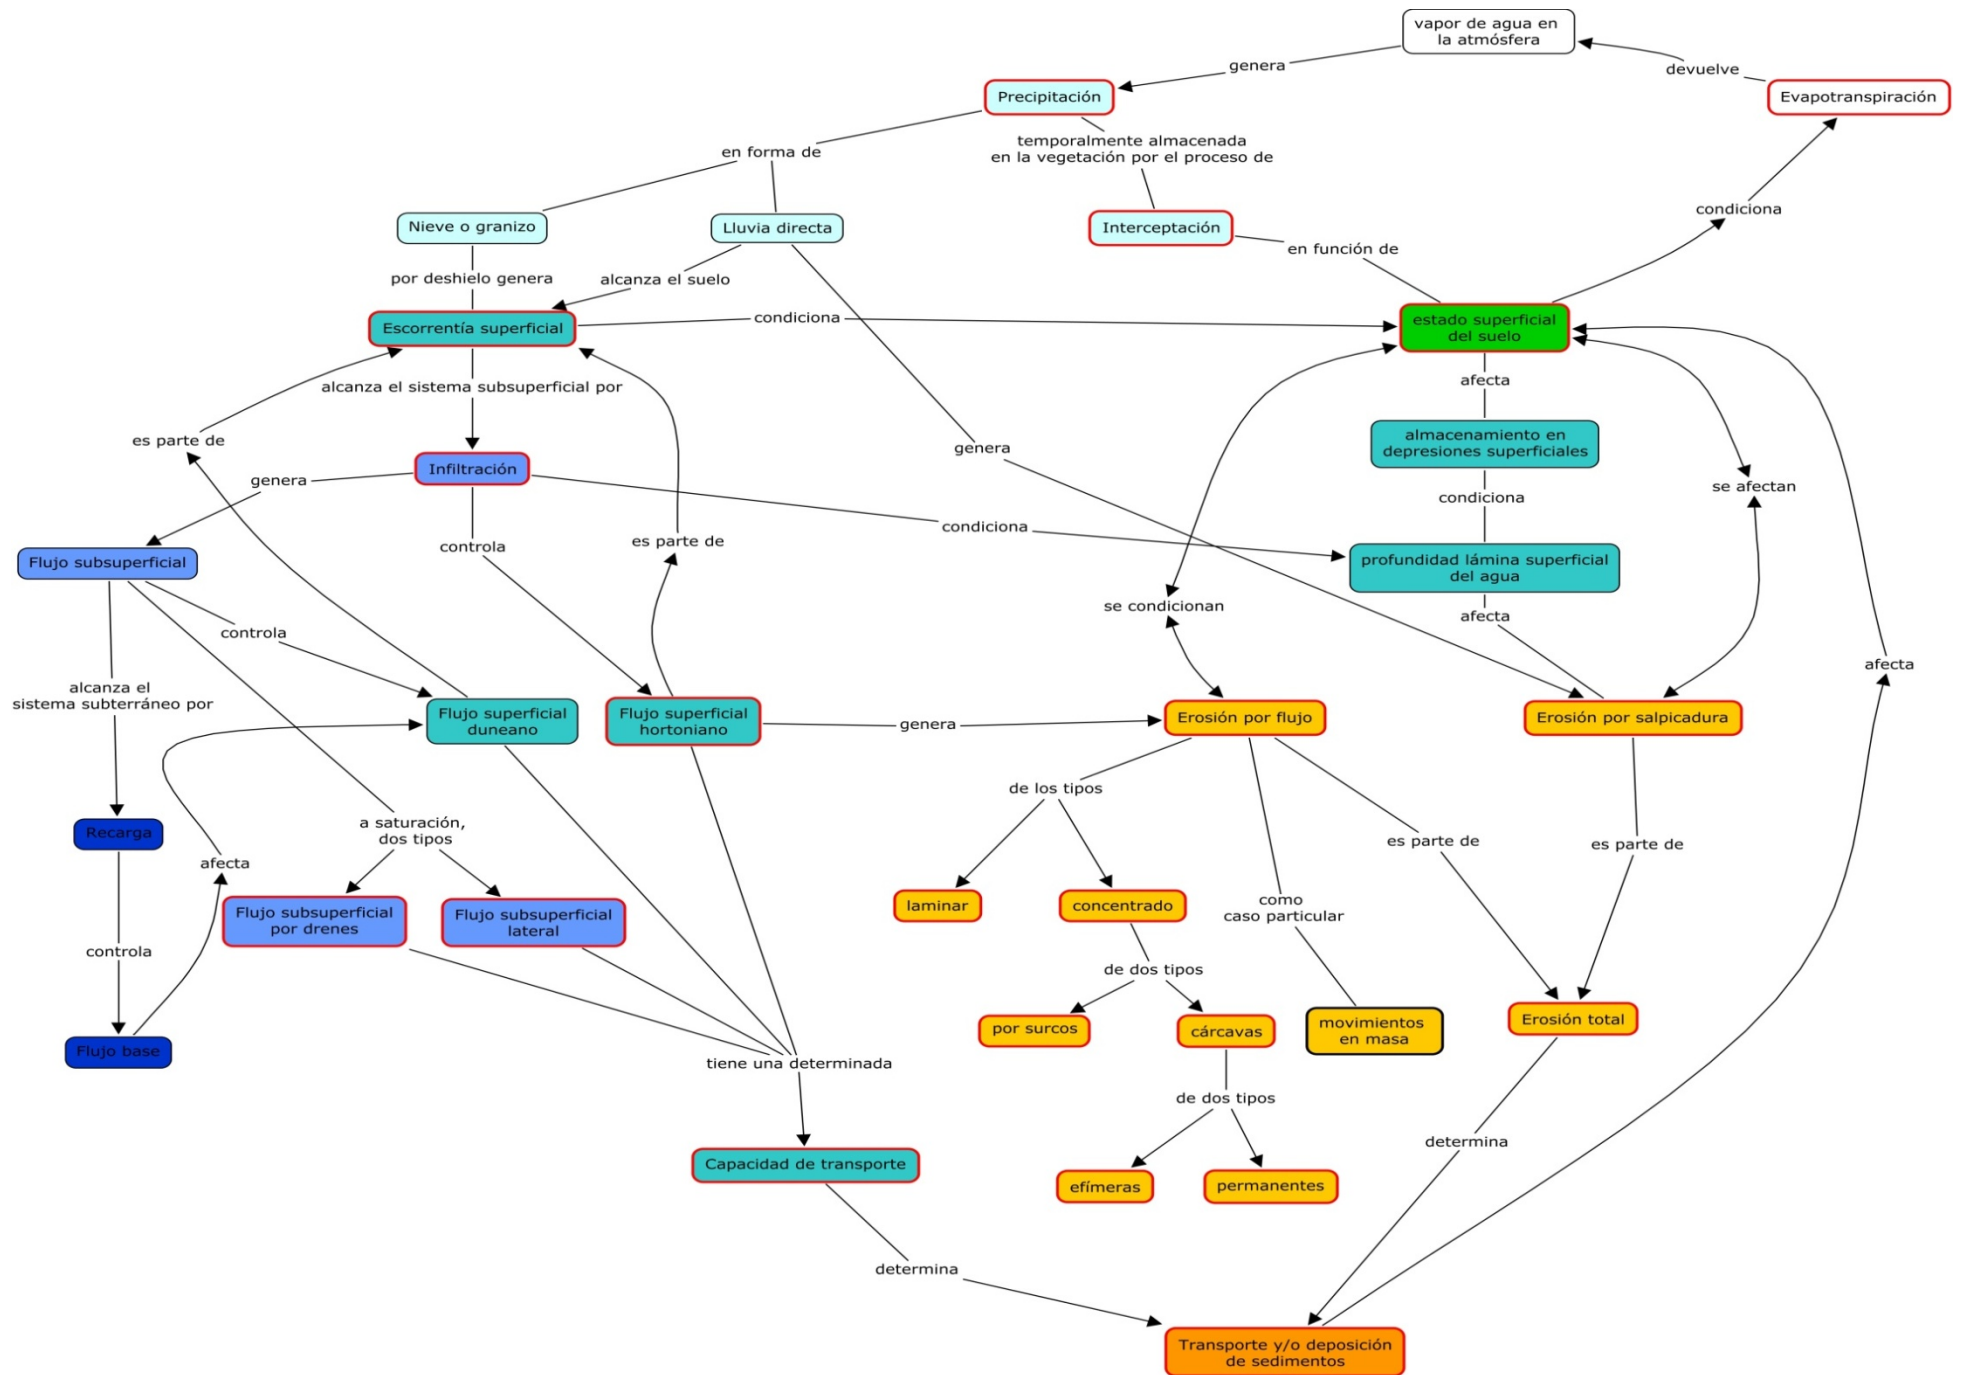 vapor de agua en
la atmósfera
genera
devuelve
Precipitación
Evapotranspiración
temporalmente almacenada
en la vegetación por el proceso de
en forma de
condiciona
Nieve o granizo
Lluvia directa
Interceptación
en función de
por deshielo genera
alcanza el suelo
Escorrentía superficial
condiciona
estado superficial
del suelo
alcanza el sistema subsuperficial por
afecta
es parte de
genera
almacenamiento en
depresiones superficiales
Infiltración
genera
se afectan
condiciona
condiciona
controla
es parte de
Flujo subsuperficial
profundidad lámina superficial
del agua
se condicionan
afecta
controla
afecta
alcanza el
sistema subterráneo por
Flujo superficial
duneano
Flujo superficial
hortoniano
genera
Erosión por flujo
Erosión por salpicadura
de los tipos
Recarga
a saturación,
dos tipos
es parte de
es parte de
afecta
laminar
concentrado
como
caso particular
Flujo subsuperficial
por drenes
Flujo subsuperficial
lateral
controla
de dos tipos
por surcos
cárcavas
movimientos
en masa
Erosión total
Flujo base
tiene una determinada
de dos tipos
determina
Capacidad de transporte
efímeras
permanentes
determina
Transporte y/o deposición
de sedimentos